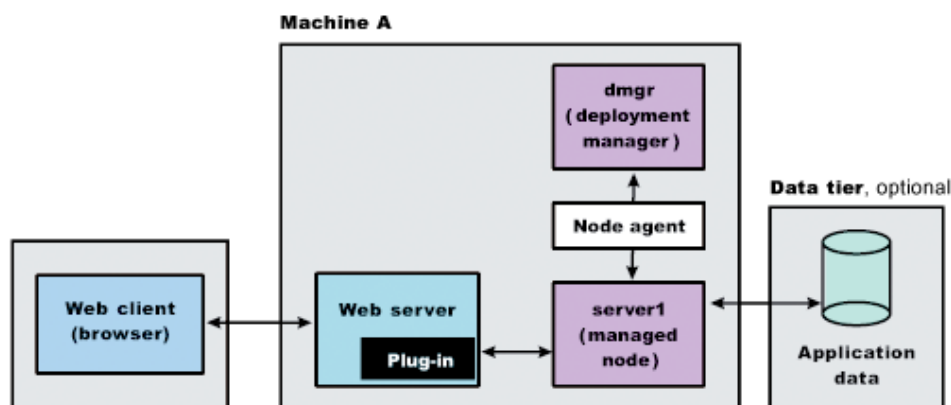 Machine A
dmgr
(deployment
manager)
Data tier, optional
Node agent
Web client
(browser)
Web server
Plug-in
server1
(managed
node)
Application
data